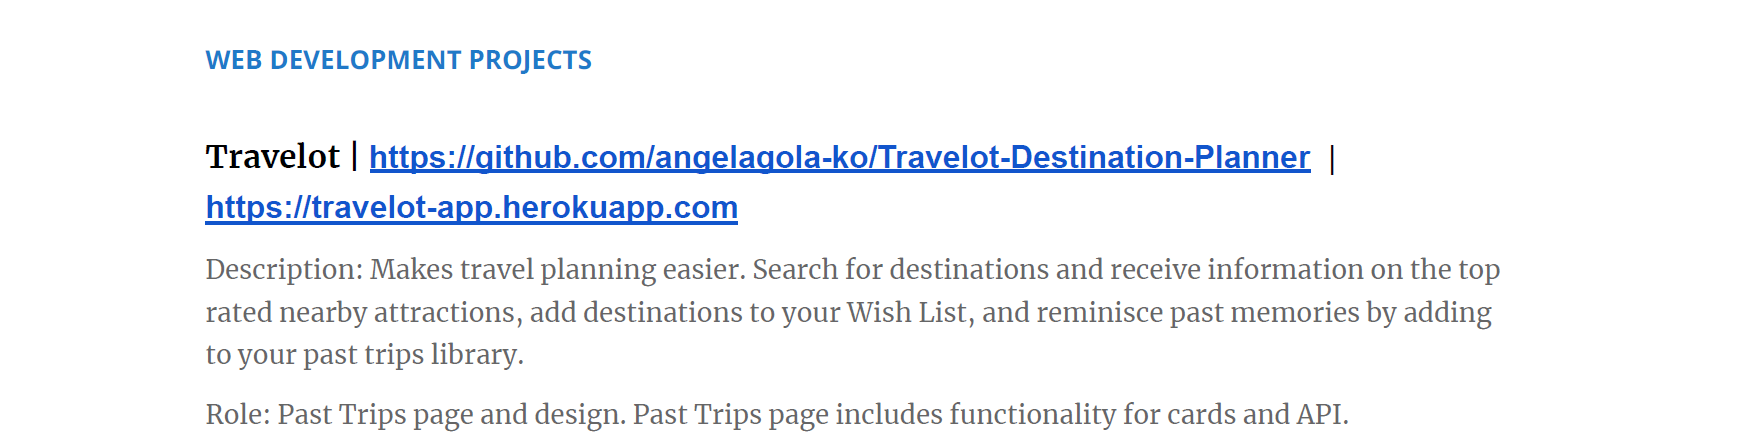 WEB DEVELOPMENT PROJECTS
Travelot | https://github.com/angelagola-ko/Travelot-Destination-Planner |
https://travelot-app.herokuapp.com
Description: Makes travel planning easier. Search for destinations and receive information on the top
rated nearby attractions, add destinations to your Wish List, and reminisce past memories by adding
to your past trips library.
Role: Past Trips page and design. Past Trips page includes functionality for cards and API.